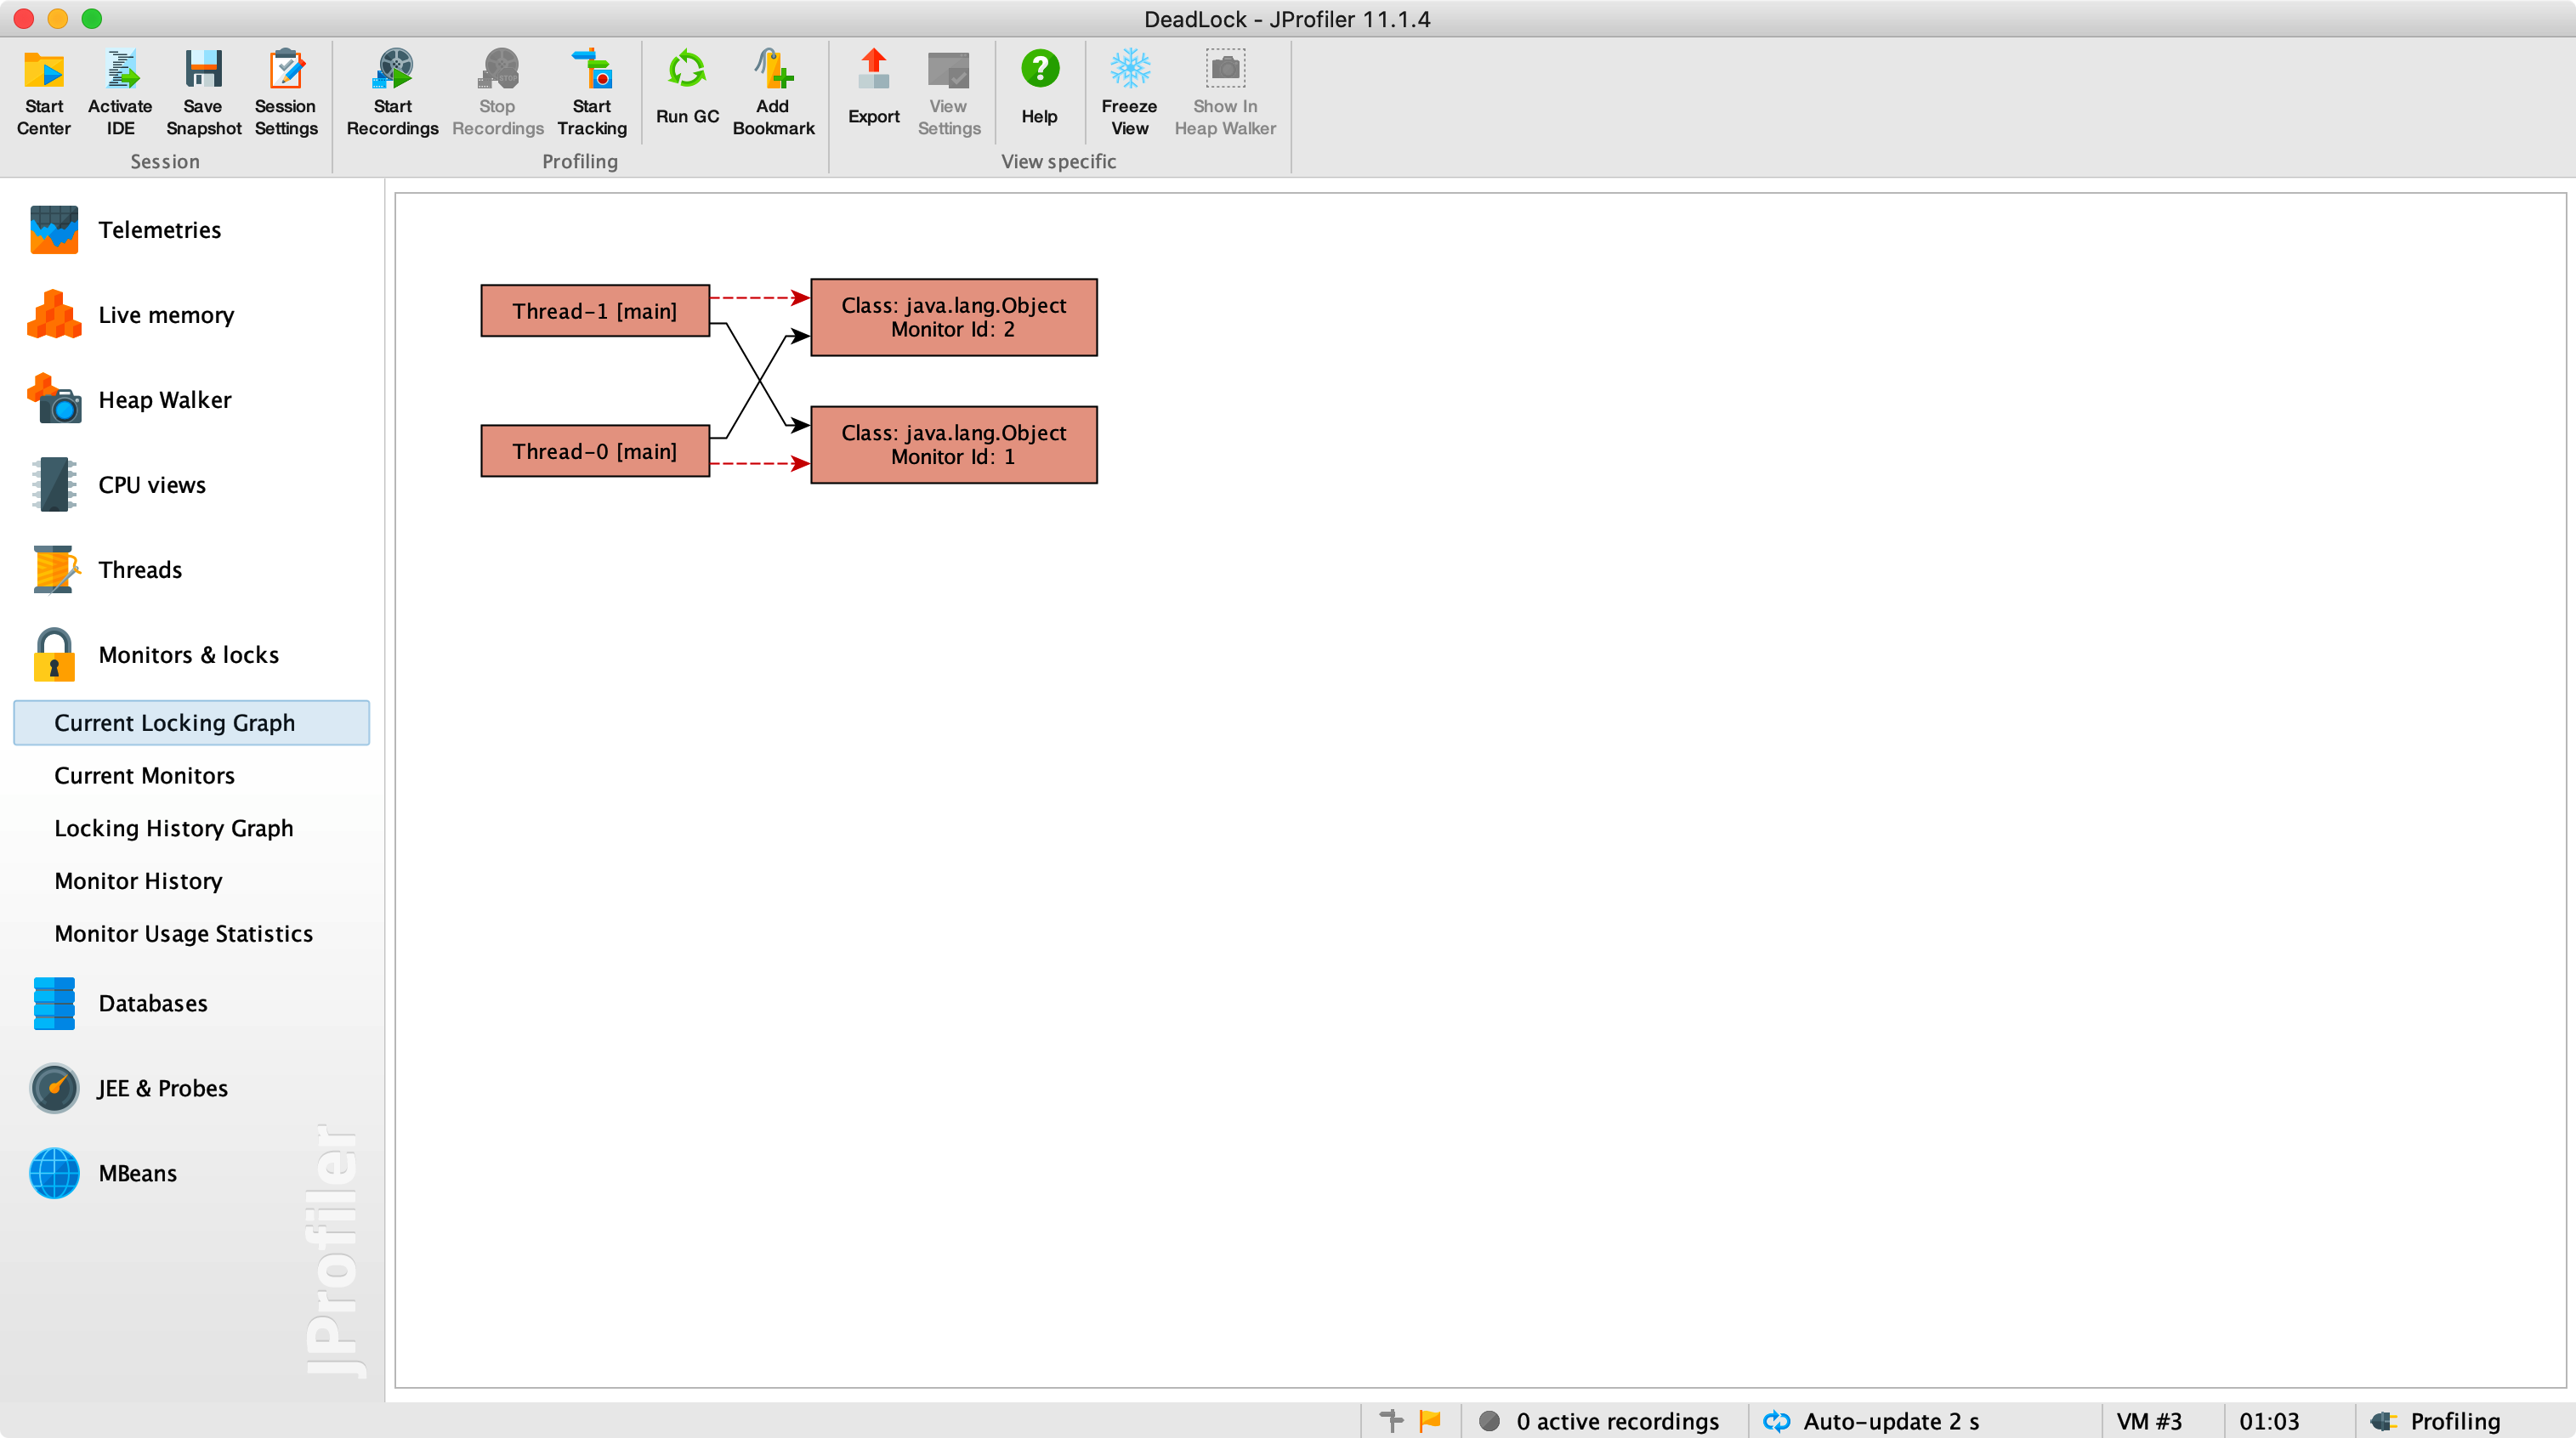 DeadLock - JProfiler 11.1.4
Start
Center
Activate
IDE
Save
Snapshot
Session
Settings
Start
Recordings
Stop
Recordings
Start
Tracking
Run GC
Add
Bookmark
Export
View
Settings
Help
Freeze
View
Show In
Heap Walker
Session
Profiling
View specific
Telemetries
Live memory
Heap Walker
CPU views
Threads
Monitors & locks
Current Locking Graph
Current Monitors
Locking History Graph
Monitor History
Monitor Usage Statistics
Databases
JEE & Probes
MBeans
JProfiler
Thread-1 [main]
Class: java.lang.Object
Monitor Id: 2
Thread-0 [main]
Class: java.lang.Object
Monitor Id: 1
0 active recordings
Auto-update 2 s
VM #3
01:03
Profiling